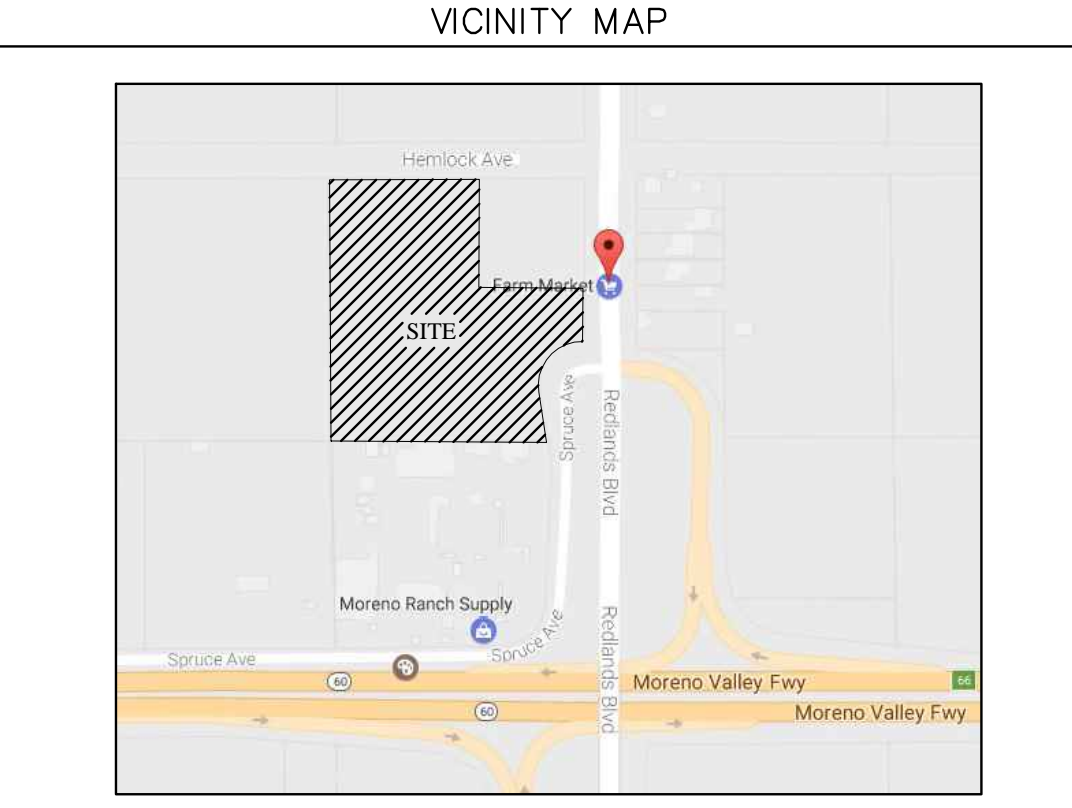 VICINITY MAP
Hemlock Ave
Farm Market
SITE
Spruce Ave
Redlands Blvd
Moreno Ranch Supply
Redlands Blvd
Spruce Ave
Spruce Ave
60
Moreno Valley Fwy
66
60
Moreno Valley Fwy